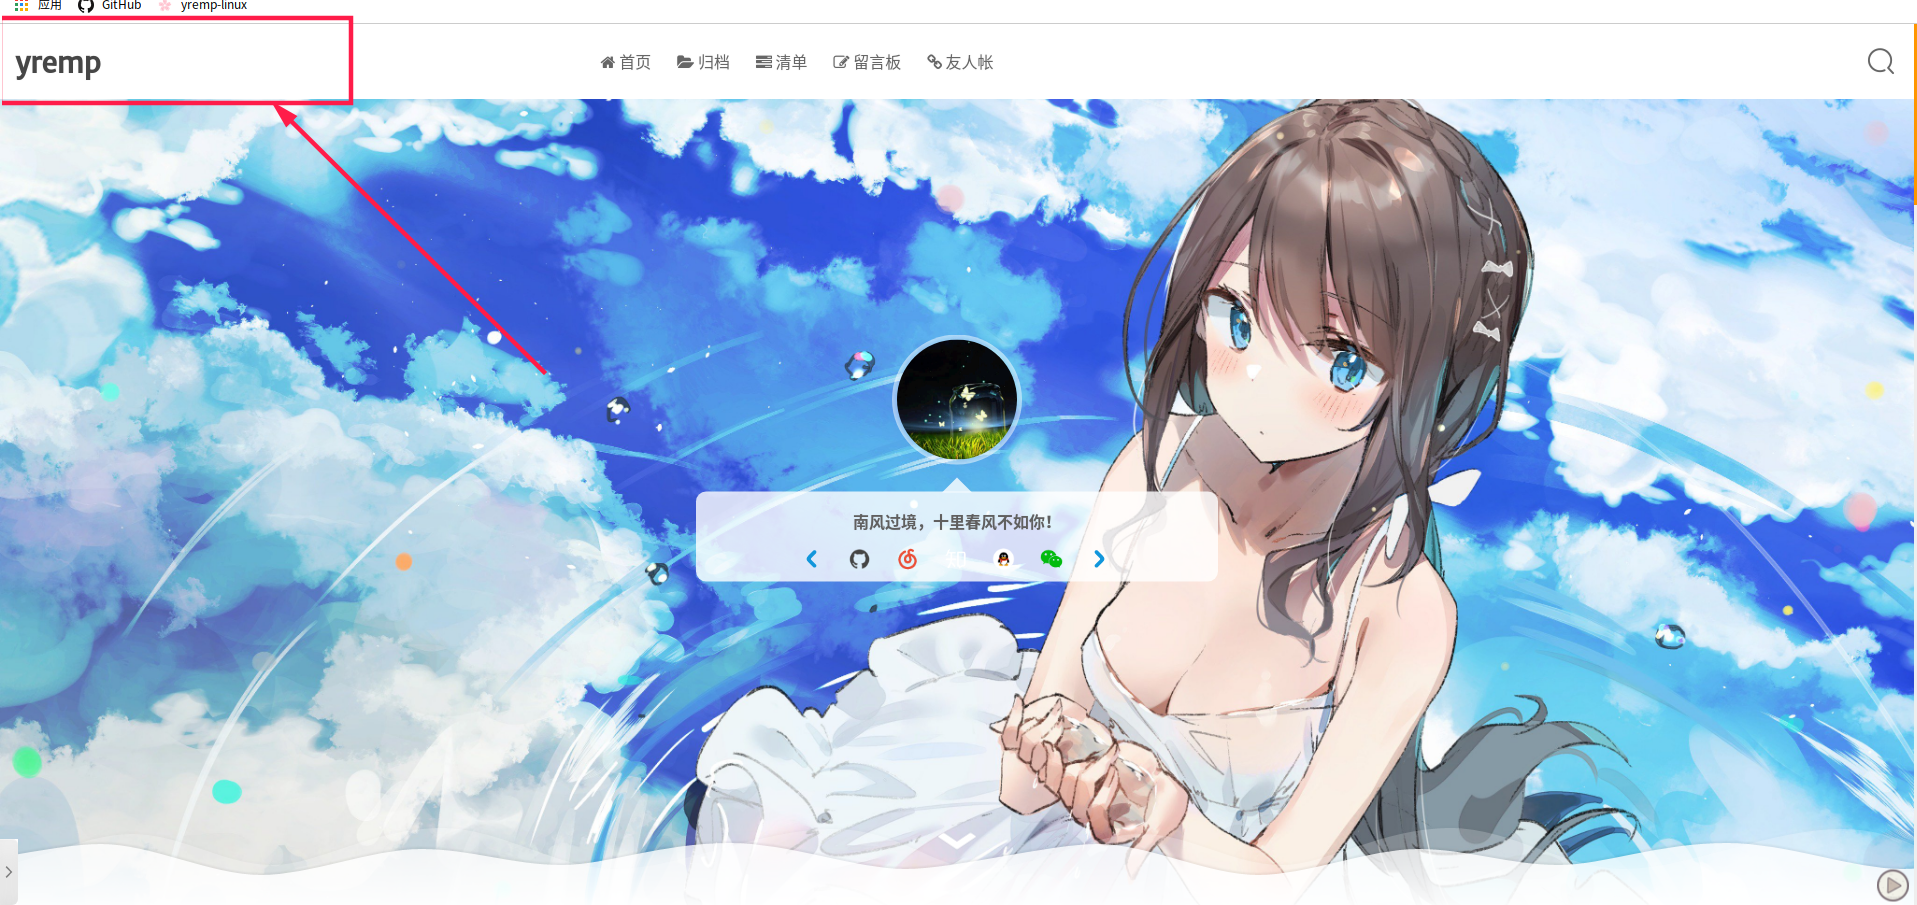 应用 GitHub yremp-linux
yremp
首页 归档 清单 留言板 友人帐
南风过境，十里春风不如你！
知